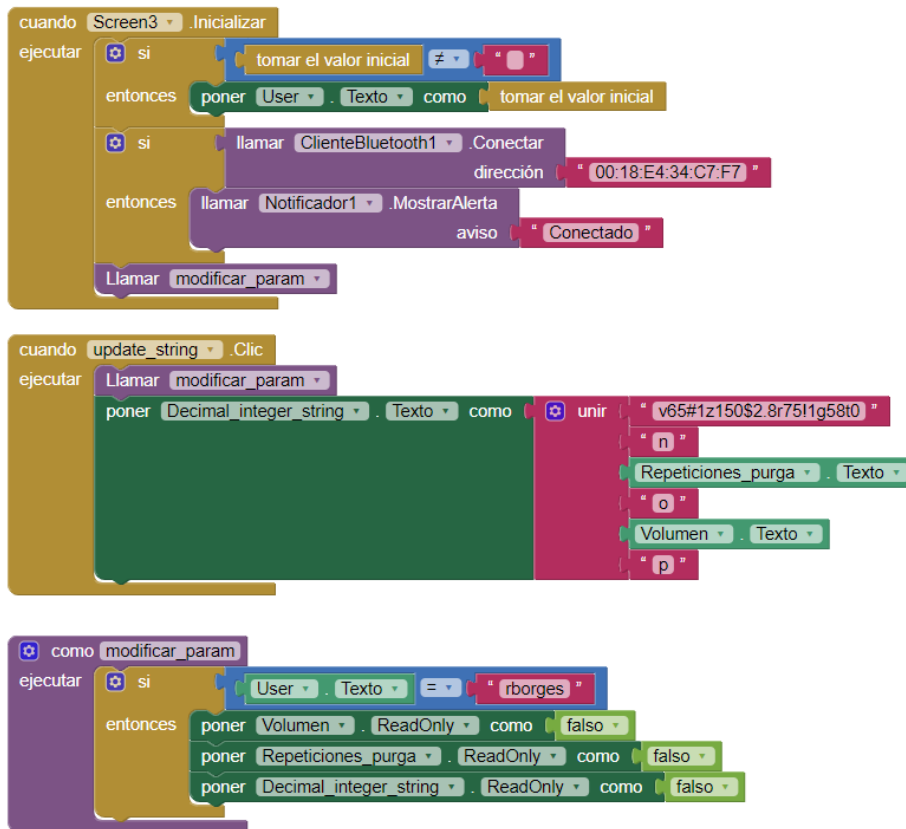 cuando Screen3 .Inicializar
ejecutar si tomar el valor inicial ≠ " "
entonces poner User . Texto como tomar el valor inicial
si llamar ClienteBluetooth1 .Conectar
dirección " 00:18:E4:34:C7:F7 "
entonces llamar Notificador1 .MostrarAlerta
aviso " Conectado "
Llamar modificar_param
cuando update_string .Clic
ejecutar Llamar modificar_param
poner Decimal_integer_string . Texto como unir " v65#1z150$2.8r75I1g58t0 "
" n "
Repeticiones_purga . Texto
" o "
Volumen . Texto
" p "
como modificar_param
ejecutar si User . Texto = " rborges "
entonces poner Volumen . ReadOnly como falso
poner Repeticiones_purga . ReadOnly como falso
poner Decimal_integer_string . ReadOnly como falso